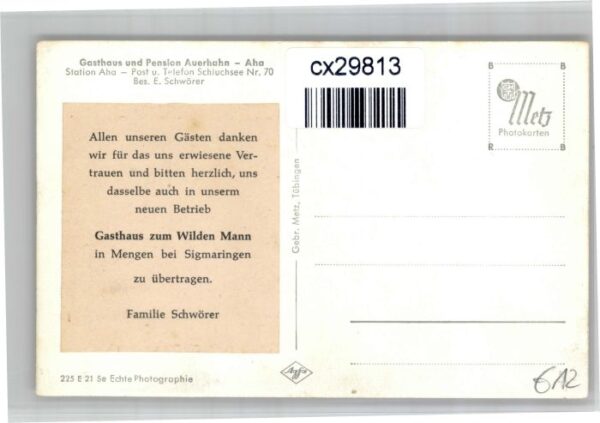 Gasthaus und Pension Auerhahn – Aha
Station Aha – Post u. Telefon Schluchsee Nr. 70
Bes. E. Schwörer
cx29813
B B
Metz
Photokarten
R B
Allen unseren Gästen danken
wir für das uns erwiesene Ver-
trauen und bitten herzlich, uns
dasselbe auch in unserm
neuen Betrieb
Gasthaus zum Wilden Mann
in Mengen bei Sigmaringen
zu übertragen.
Familie Schwörer
Gebr. Metz, Tübingen
225 E 21 Se Echte Photographie
Agfa